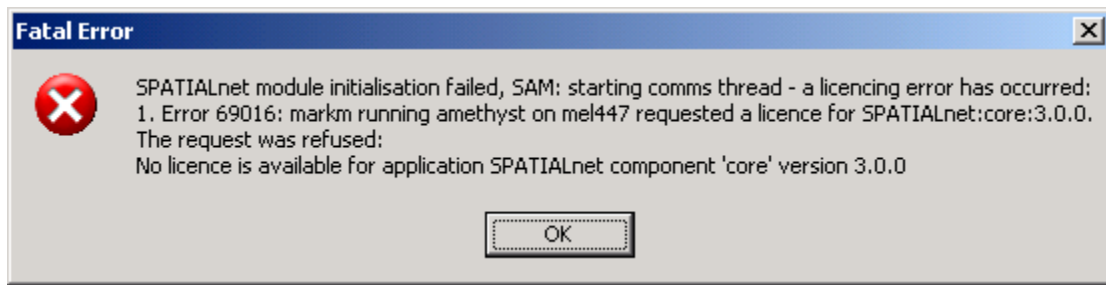 Fatal Error
SPATIALnet module initialisation failed, SAM: starting comms thread - a licencing error has occurred:
1. Error 69016: markm running amethyst on mel447 requested a licence for SPATIALnet:core:3.0.0.
The request was refused:
No licence is available for application SPATIALnet component 'core' version 3.0.0
OK